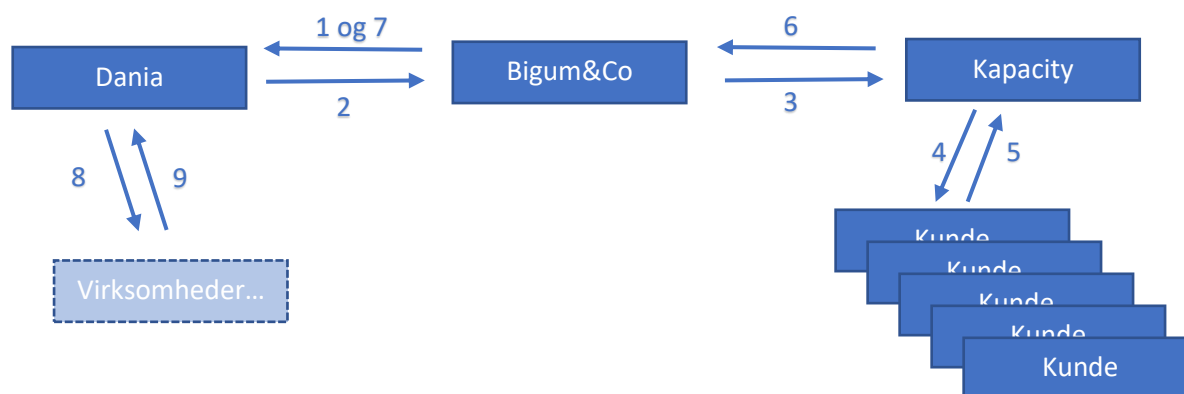 1 og 7
6
Dania
Bigum&Co
Kapacity
2
3
8
9
4
5
Kunde
Kunde
Virksomheder...
Kunde
Kunde
Kunde